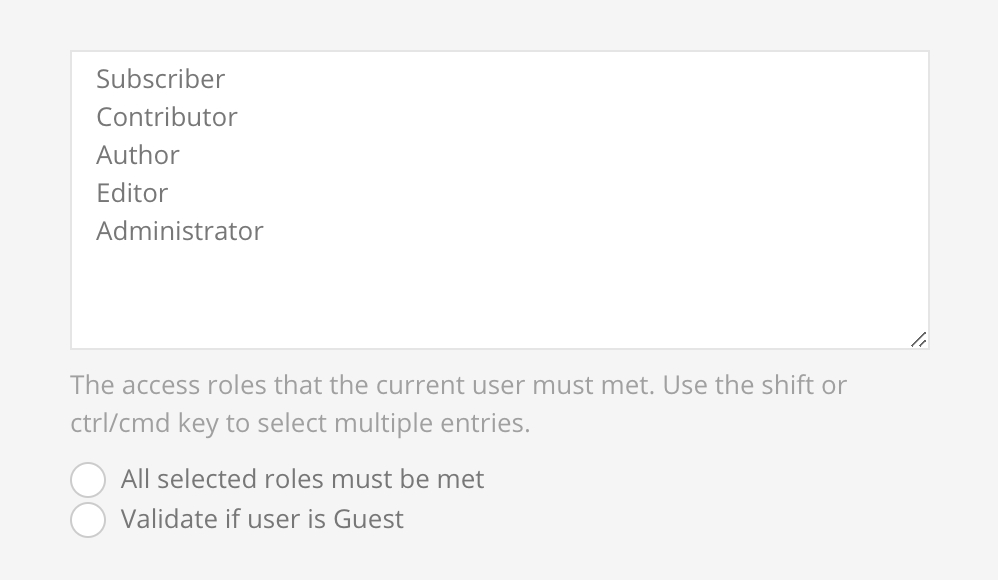 Subscriber
Contributor
Author
Editor
Administrator
The access roles that the current user must met. Use the shift or
ctrl/cmd key to select multiple entries.
All selected roles must be met
Validate if user is Guest